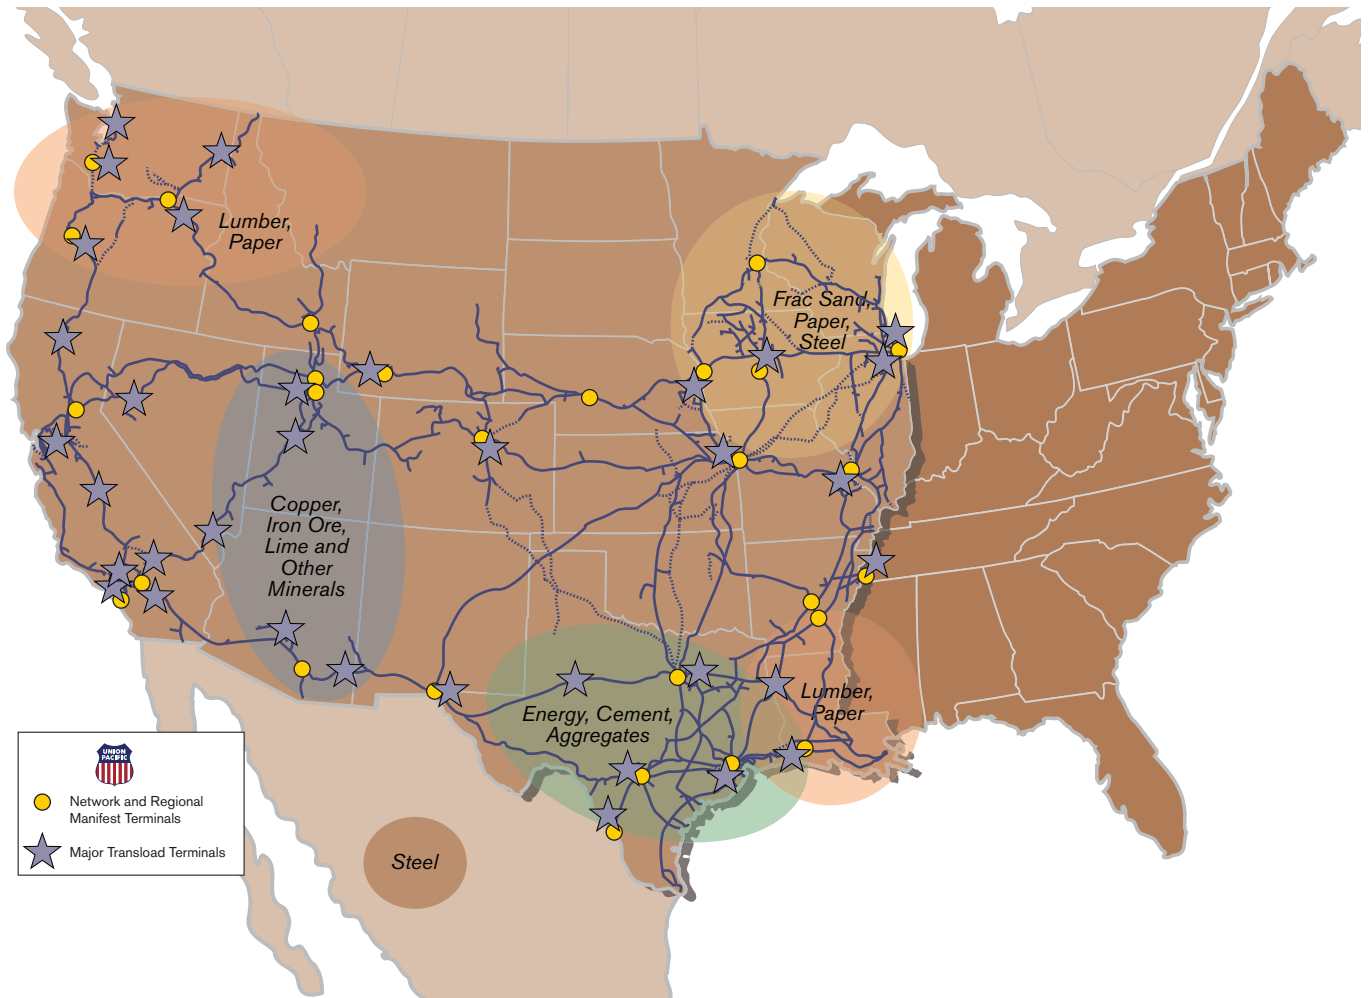 Lumber,
Paper
Frac Sand,
Paper,
Steel
Copper,
Iron Ore,
Lime and
Other
Minerals
Lumber,
Paper
Energy, Cement,
Aggregates
UNION
PACIFIC
Network and Regional
Manifest Terminals
Major Transload Terminals
Steel